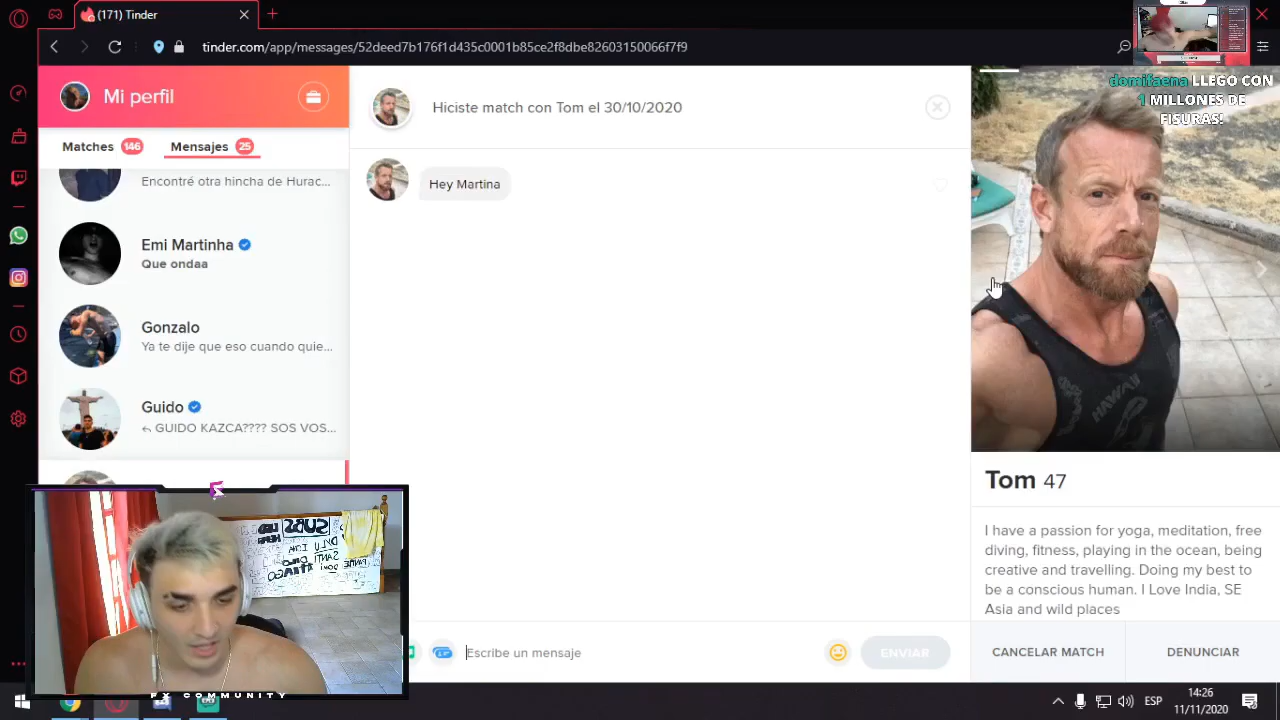 (171) Tinder
tinder.com/app/messages/52deed7b176f1d435c0001b85ce2f8dbe82603150066f7f9
domifaena LLEGO CON
1 MILLONES DE
FISURAS!
Mi perfil
Matches 146 Mensajes 25
Encontré otra hincha de Hurac...
Emi Martinha
Que ondaa
Gonzalo
Ya te dije que eso cuando quie...
Guido
GUIDO KAZCA???? SOS VOS...
Hiciste match con Tom el 30/10/2020
Hey Martina
HAWAII
Tom 47
I have a passion for yoga, meditation, free
diving, fitness, playing in the ocean, being
creative and travelling. Doing my best to
be a conscious human. I Love India, SE
Asia and wild places
Escribe un mensaje
ENVIAR
CANCELAR MATCH
DENUNCIAR
SUBS
FX COMMUNITY
ESP
14:26
11/11/2020